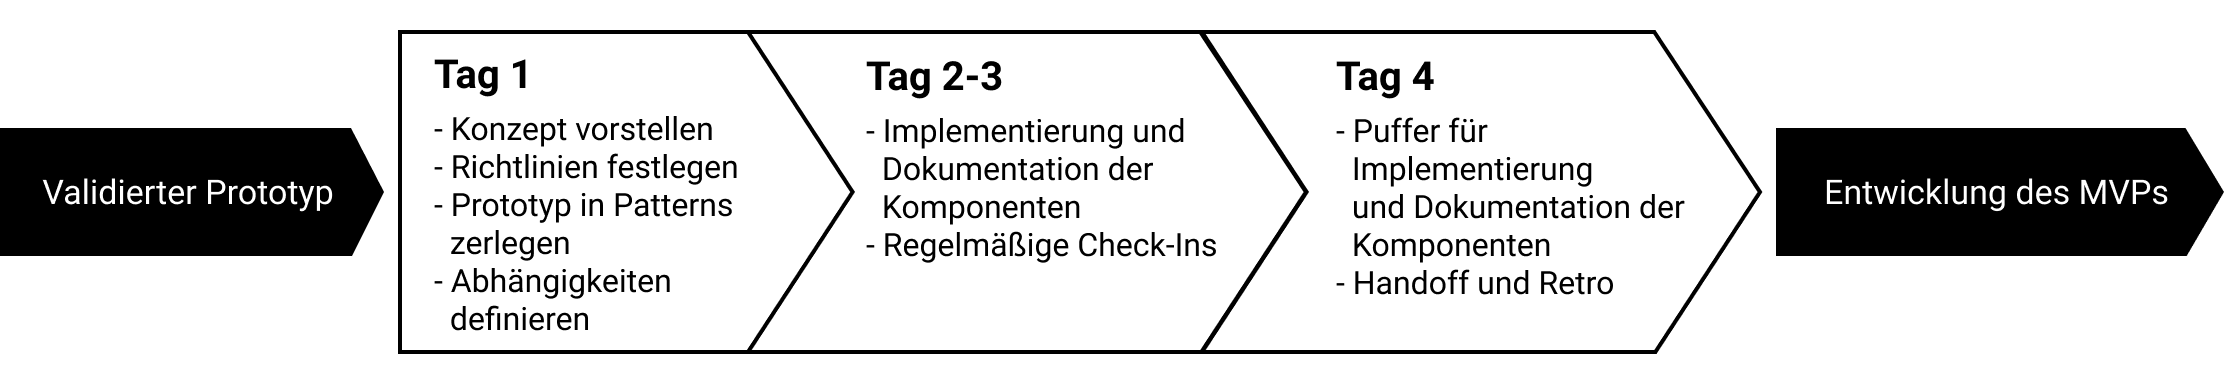 Validierter Prototyp
Tag 1
- Konzept vorstellen
- Richtlinien festlegen
- Prototyp in Patterns
zerlegen
- Abhängigkeiten
definieren
Tag 2-3
- Implementierung und
Dokumentation der
Komponenten
- Regelmäßige Check-Ins
Tag 4
- Puffer für
Implementierung
und Dokumentation der
Komponenten
- Handoff und Retro
Entwicklung des MVPs